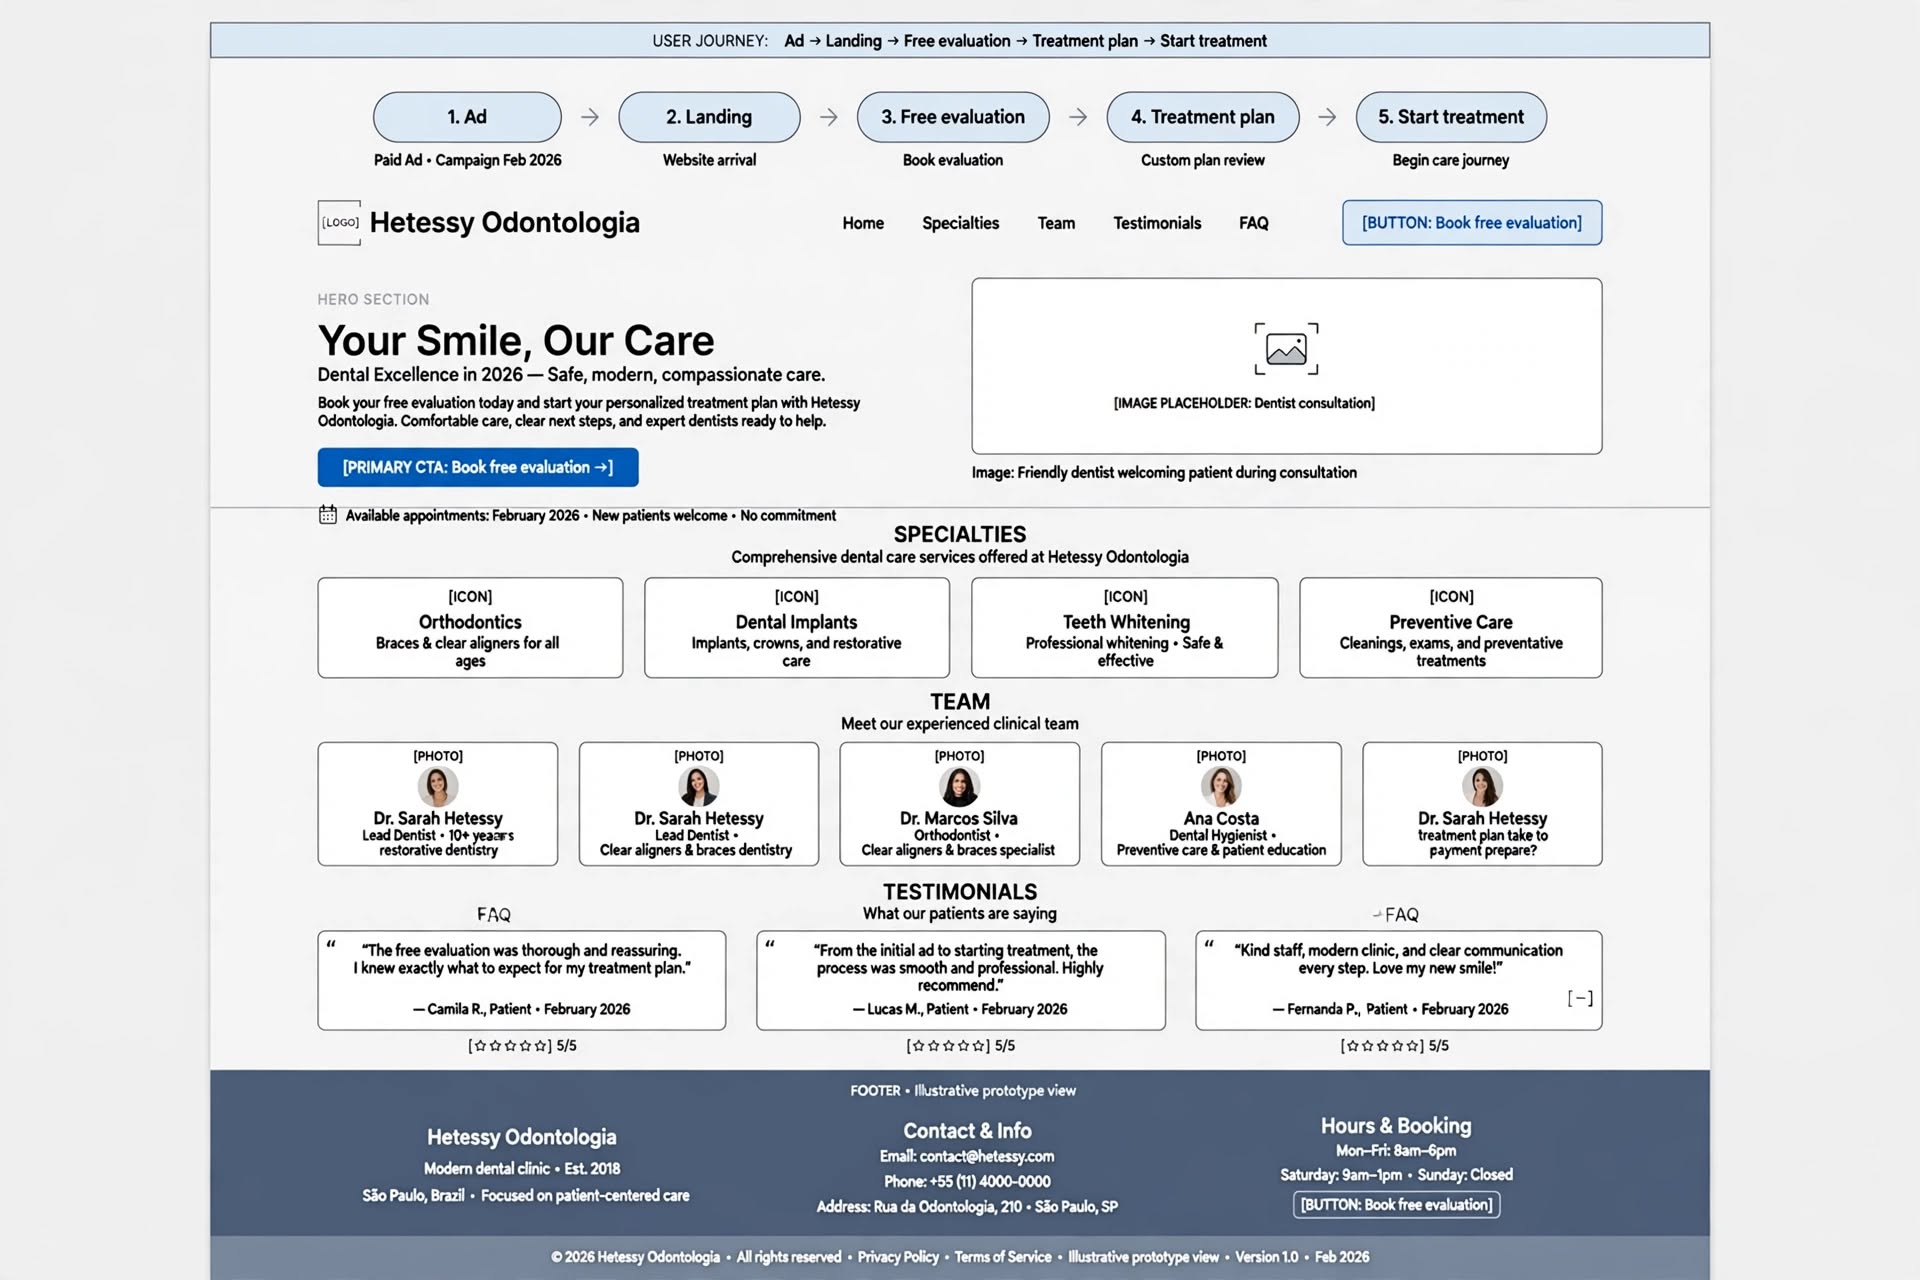 USER JOURNEY: Ad → Landing → Free evaluation → Treatment plan → Start treatment
1. Ad → 2. Landing → 3. Free evaluation → 4. Treatment plan → 5. Start treatment
Paid Ad • Campaign Feb 2026
Website arrival
Book evaluation
Custom plan review
Begin care journey
[LOGO] Hetessy Odontologia
Home Specialties Team Testimonials FAQ
[BUTTON: Book free evaluation]
HERO SECTION
Your Smile, Our Care
Dental Excellence in 2026 — Safe, modern, compassionate care.
Book your free evaluation today and start your personalized treatment plan with Hetessy
Odontologia. Comfortable care, clear next steps, and expert dentists ready to help.
[PRIMARY CTA: Book free evaluation →]
[IMAGE PLACEHOLDER: Dentist consultation]
Image: Friendly dentist welcoming patient during consultation
Available appointments: February 2026 • New patients welcome • No commitment
SPECIALTIES
Comprehensive dental care services offered at Hetessy Odontologia
[ICON]
Orthodontics
Braces & clear aligners for all
ages
[ICON]
Dental Implants
Implants, crowns, and restorative
care
[ICON]
Teeth Whitening
Professional whitening • Safe &
effective
[ICON]
Preventive Care
Cleanings, exams, and preventative
treatments
TEAM
Meet our experienced clinical team
[PHOTO]
Dr. Sarah Hetessy
Lead Dentist • 10+
restorative dentistry
[PHOTO]
Dr. Sarah Hetessy
Lead Dentist •
Clear aligners & braces dentistry
[PHOTO]
Dr. Marcos Silva
Orthodontist •
Clear aligners & braces specialist
[PHOTO]
Ana Costa
Dental Hygienist •
Preventive care & patient education
[PHOTO]
Dr. Sarah Hetessy
treatment plan take to
payment prepare?
TESTIMONIALS
What our patients are saying
FAQ
“The free evaluation was thorough and reassuring.
I knew exactly what to expect for my treatment plan.”
— Camila R., Patient • February 2026
[☆☆☆☆☆] 5/5
“From the initial ad to starting treatment, the
process was smooth and professional. Highly
recommend.”
— Lucas M., Patient • February 2026
[☆☆☆☆☆] 5/5
FAQ
“Kind staff, modern clinic, and clear communication
every step. Love my new smile!”
— Fernanda P., Patient • February 2026
[–]
[☆☆☆☆☆] 5/5
FOOTER • Illustrative prototype view
Hetessy Odontologia
Modern dental clinic • Est. 2018
São Paulo, Brazil • Focused on patient-centered care
Contact & Info
Email: contact@hetessy.com
Phone: +55 (11) 4000-0000
Address: Rua da Odontologia, 210 • São Paulo, SP
Hours & Booking
Mon–Fri: 8am–6pm
Saturday: 9am–1pm • Sunday: Closed
[BUTTON: Book free evaluation]
© 2026 Hetessy Odontologia • All rights reserved • Privacy Policy • Terms of Service • Illustrative prototype view • Version 1.0 • Feb 2026